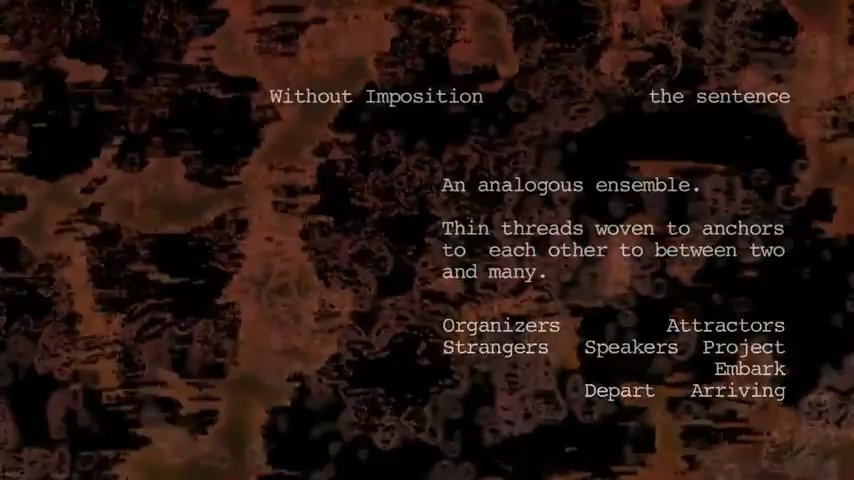 Without Imposition the sentence
An analogous ensemble.
Thin threads woven to anchors
to each other to between two
and many.
Organizers Attractors
Strangers Speakers Project
Embark
Depart Arriving